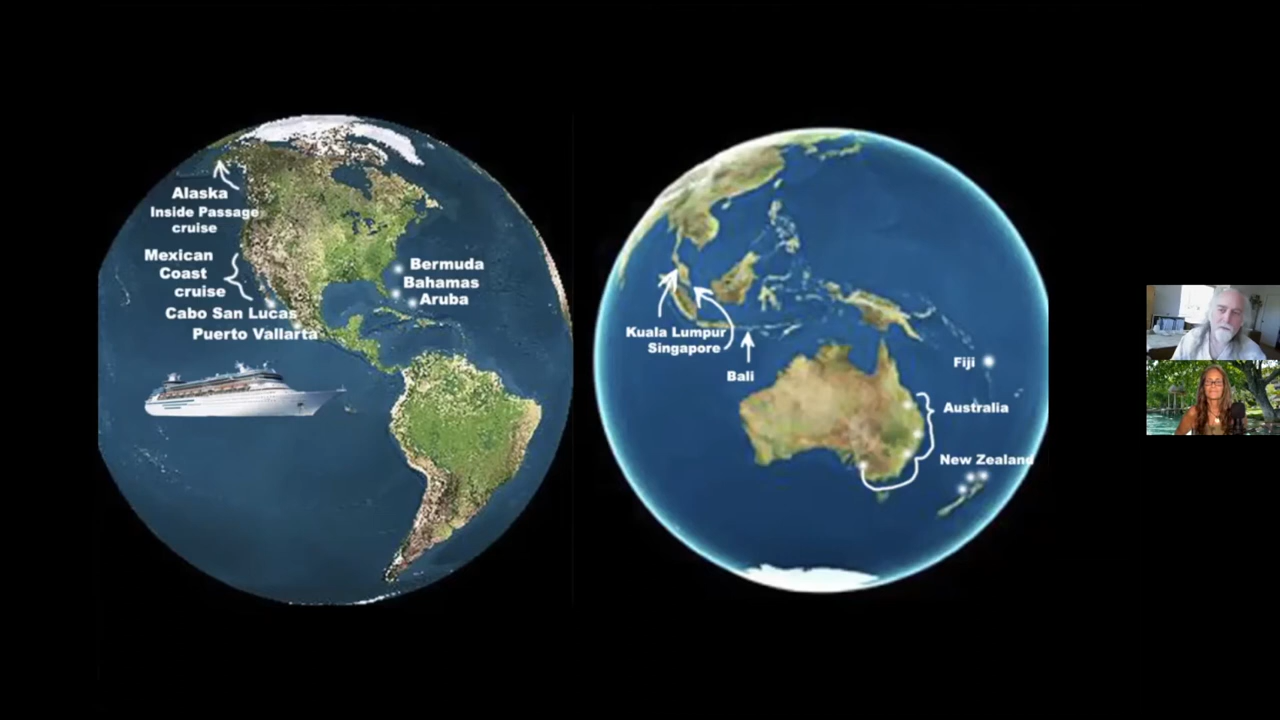 Alaska
Inside Passage
cruise
Mexican
Coast
cruise
Cabo San Lucas
Puerto Vallarta
Bermuda
Bahamas
Aruba
Kuala Lumpur
Singapore
Bali
Fiji
Australia
New Zealand